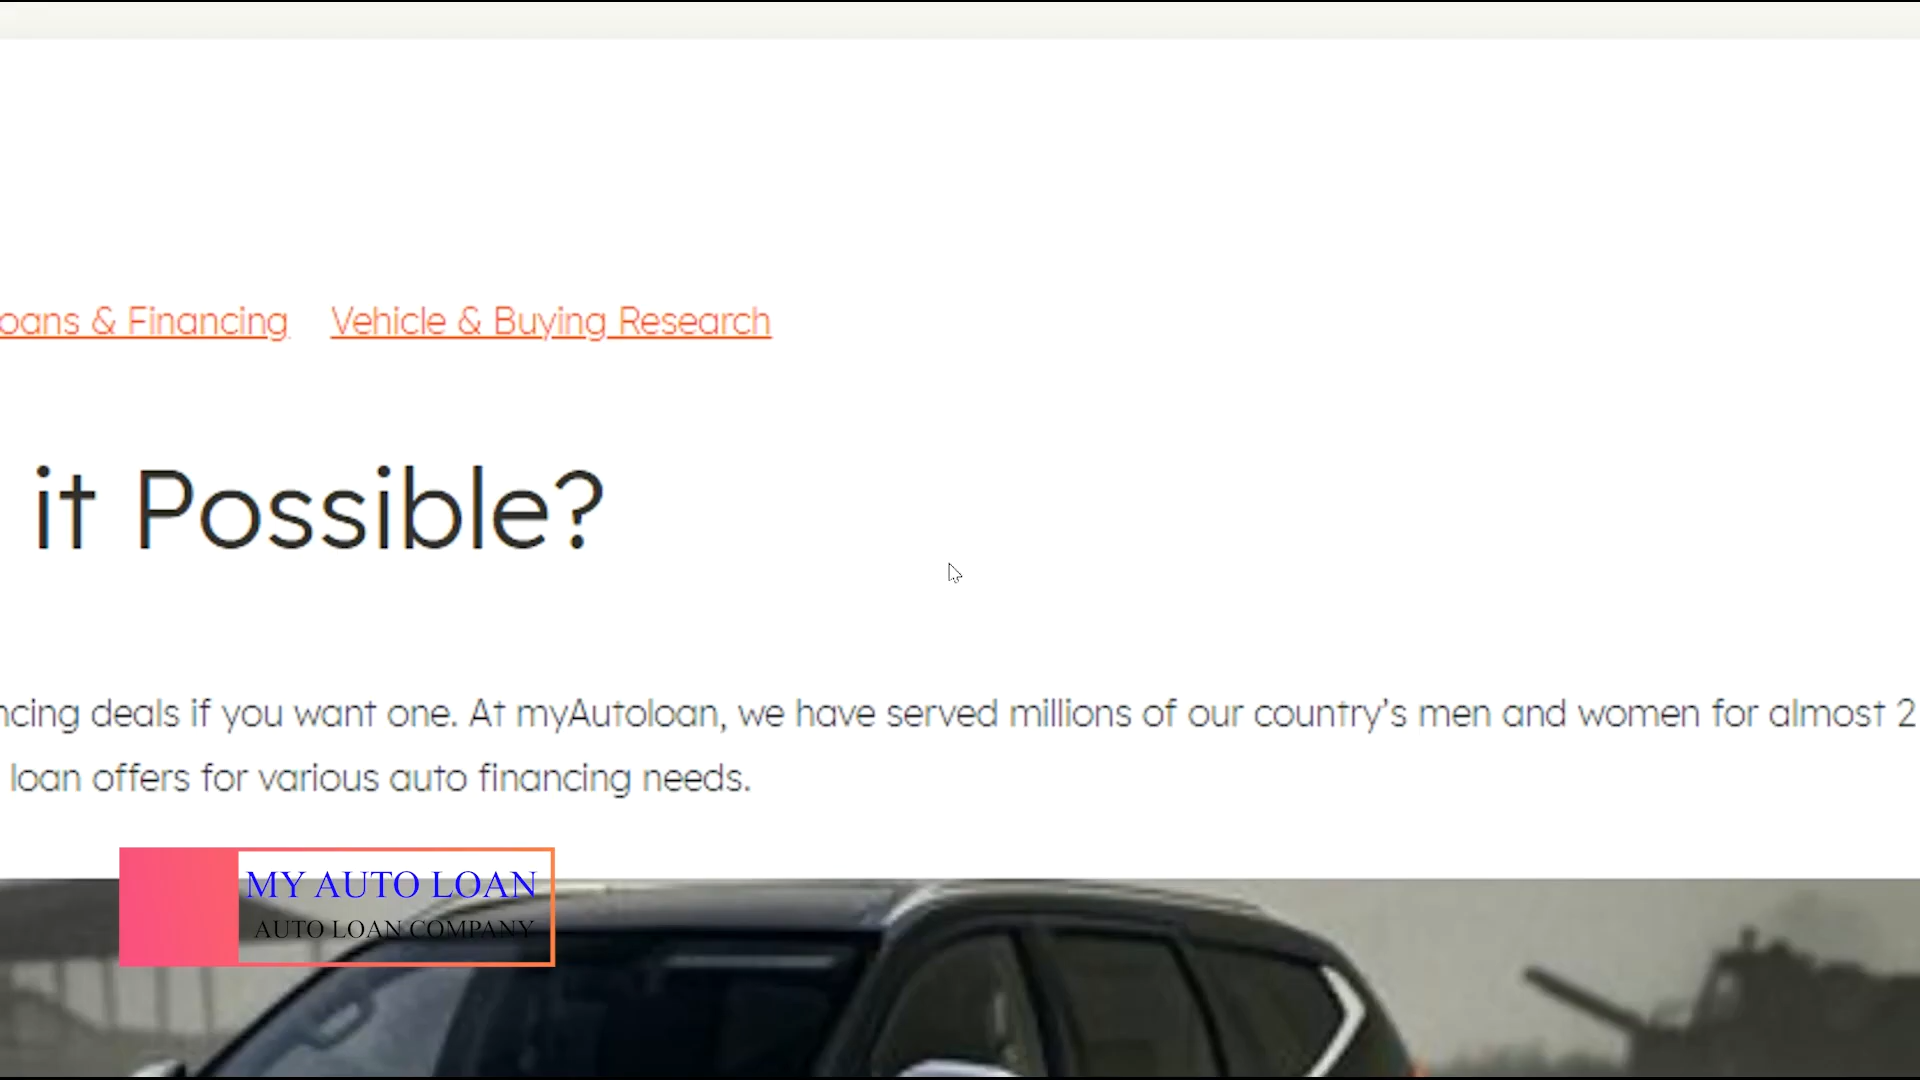 oans & Financing Vehicle & Buying Research
it Possible?
ncing deals if you want one. At myAutoloan, we have served millions of our country's men and women for almost 2
loan offers for various auto financing needs.
MY AUTO LOAN
AUTO LOAN COMPANY